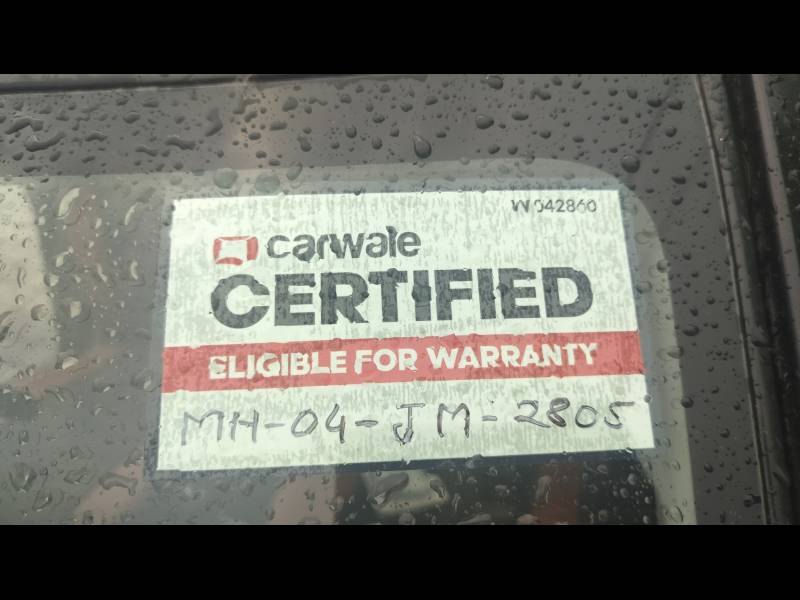 W042860
carwale
CERTIFIED
ELIGIBLE FOR WARRANTY
MH-04-JM-2805